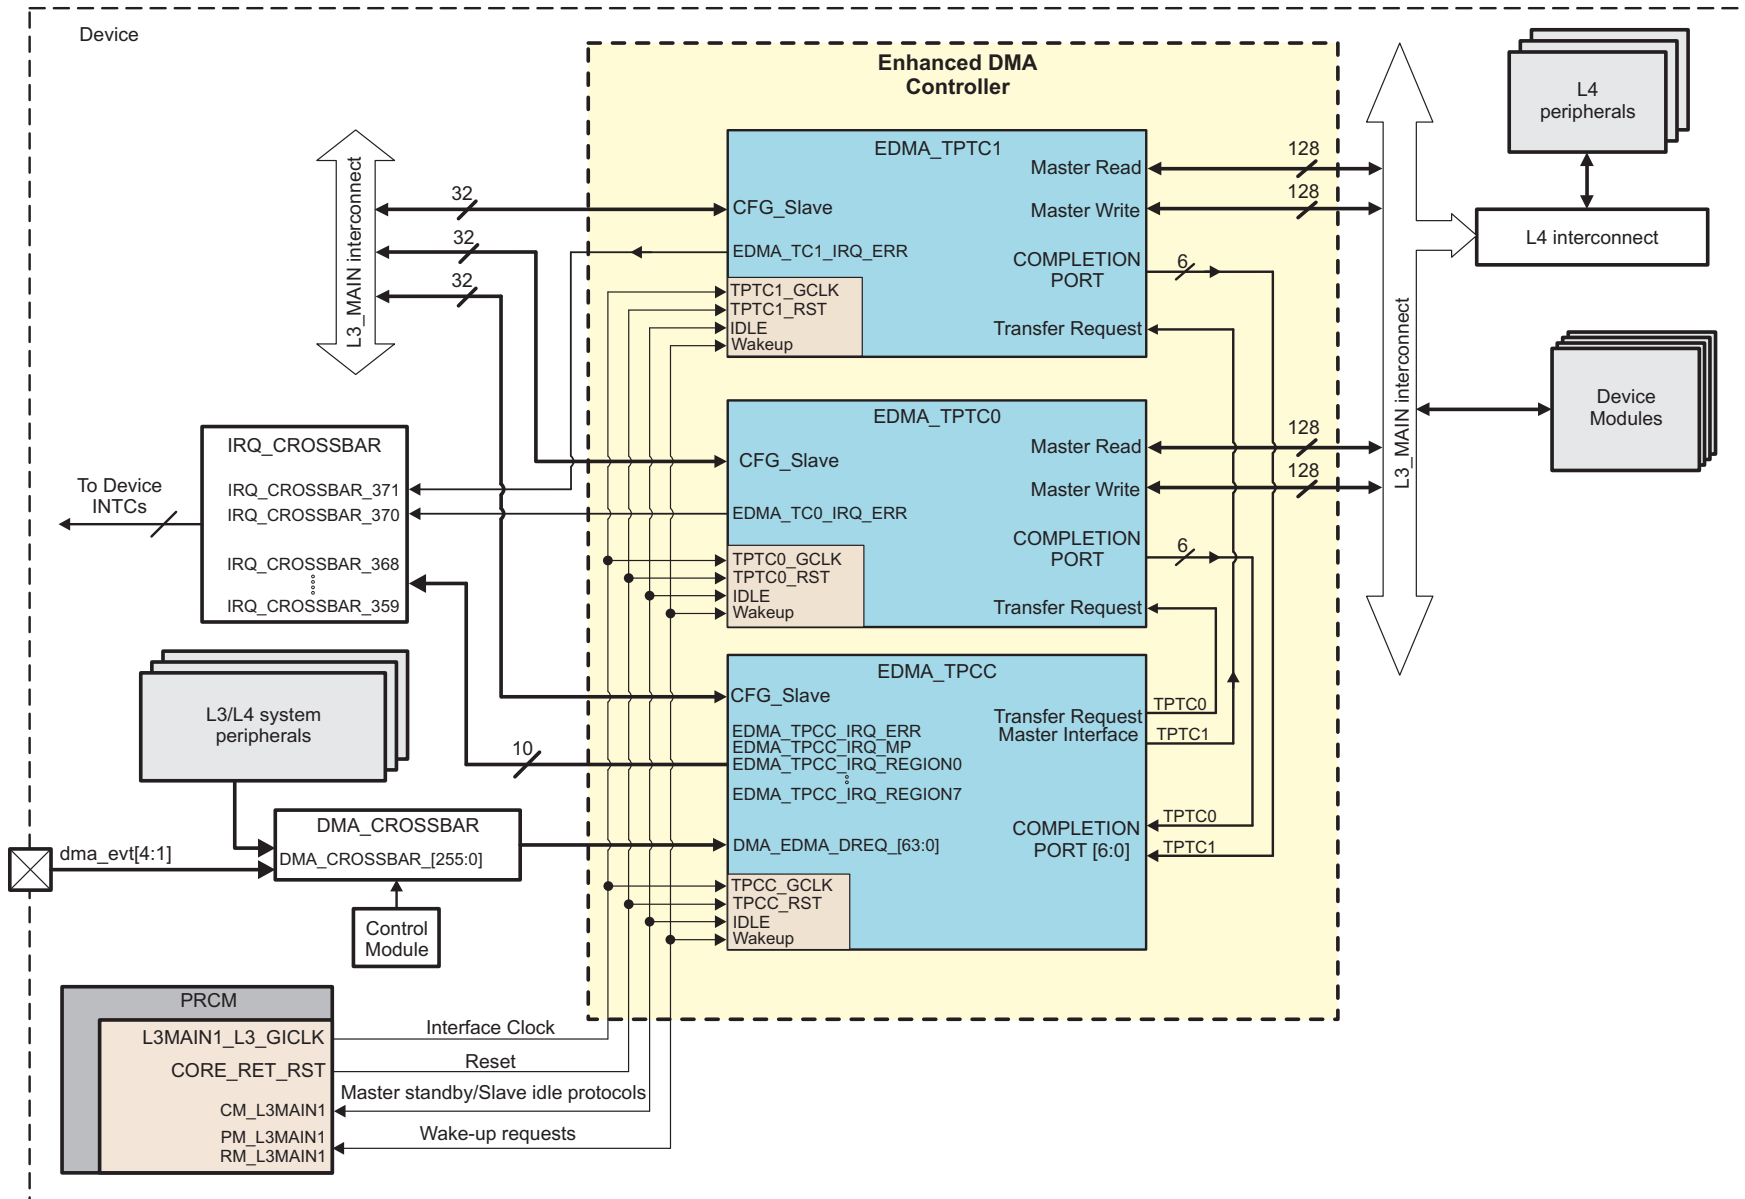 Device
Enhanced DMA
Controller
L4
peripherals
L4 interconnect
L3_MAIN interconnect
Device
Modules
L3_MAIN interconnect
32
32
32
EDMA_TPTC1
Master Read
128
Master Write
128
CFG_Slave
EDMA_TC1_IRQ_ERR
COMPLETION
PORT
6
TPTC1_GCLK
TPTC1_RST
IDLE
Wakeup
Transfer Request
EDMA_TPTC0
Master Read
128
CFG_Slave
Master Write
128
EDMA_TC0_IRQ_ERR
COMPLETION
PORT
6
TPTC0_GCLK
TPTC0_RST
IDLE
Wakeup
Transfer Request
IRQ_CROSSBAR
IRQ_CROSSBAR_371
IRQ_CROSSBAR_370
IRQ_CROSSBAR_368
IRQ_CROSSBAR_359
To Device
INTCs
EDMA_TPCC
CFG_Slave
Transfer Request
Master Interface
TPTC0
TPTC1
EDMA_TPCC_IRQ_ERR
EDMA_TPCC_IRQ_MP
EDMA_TPCC_IRQ_REGION0
EDMA_TPCC_IRQ_REGION7
10
COMPLETION
PORT [6:0]
TPTC0
TPTC1
DMA_EDMA_DREQ_[63:0]
TPCC_GCLK
TPCC_RST
IDLE
Wakeup
L3/L4 system
peripherals
DMA_CROSSBAR
DMA_CROSSBAR_[255:0]
dma_evt[4:1]
Control
Module
PRCM
L3MAIN1_L3_GICLK
CORE_RET_RST
CM_L3MAIN1
PM_L3MAIN1
RM_L3MAIN1
Interface Clock
Reset
Master standby/Slave idle protocols
Wake-up requests